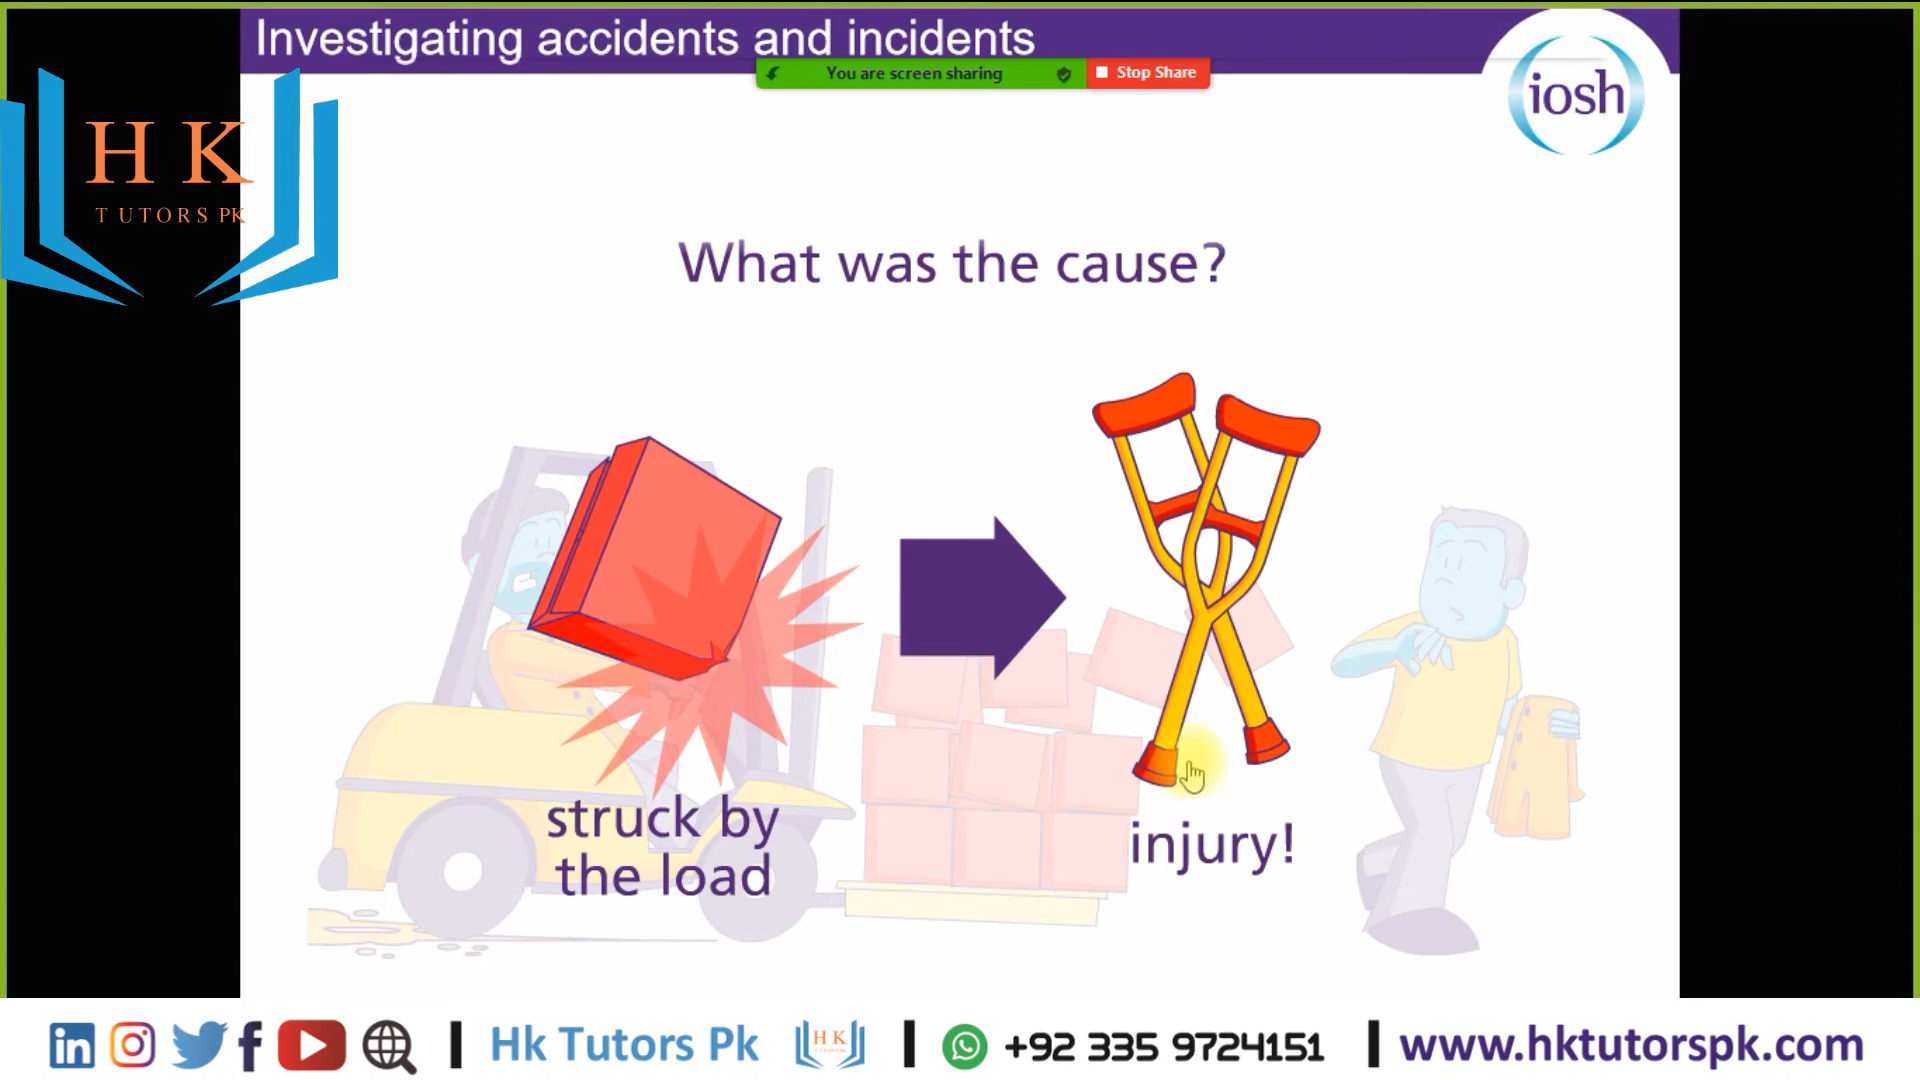 Investigating accidents and incidents
You are screen sharing
Stop Share
iosh
H K
TUTORS PK
What was the cause?
struck by
the load
injury!
Hk Tutors Pk
H K
+92 335 9724151
www.hktutorspk.com